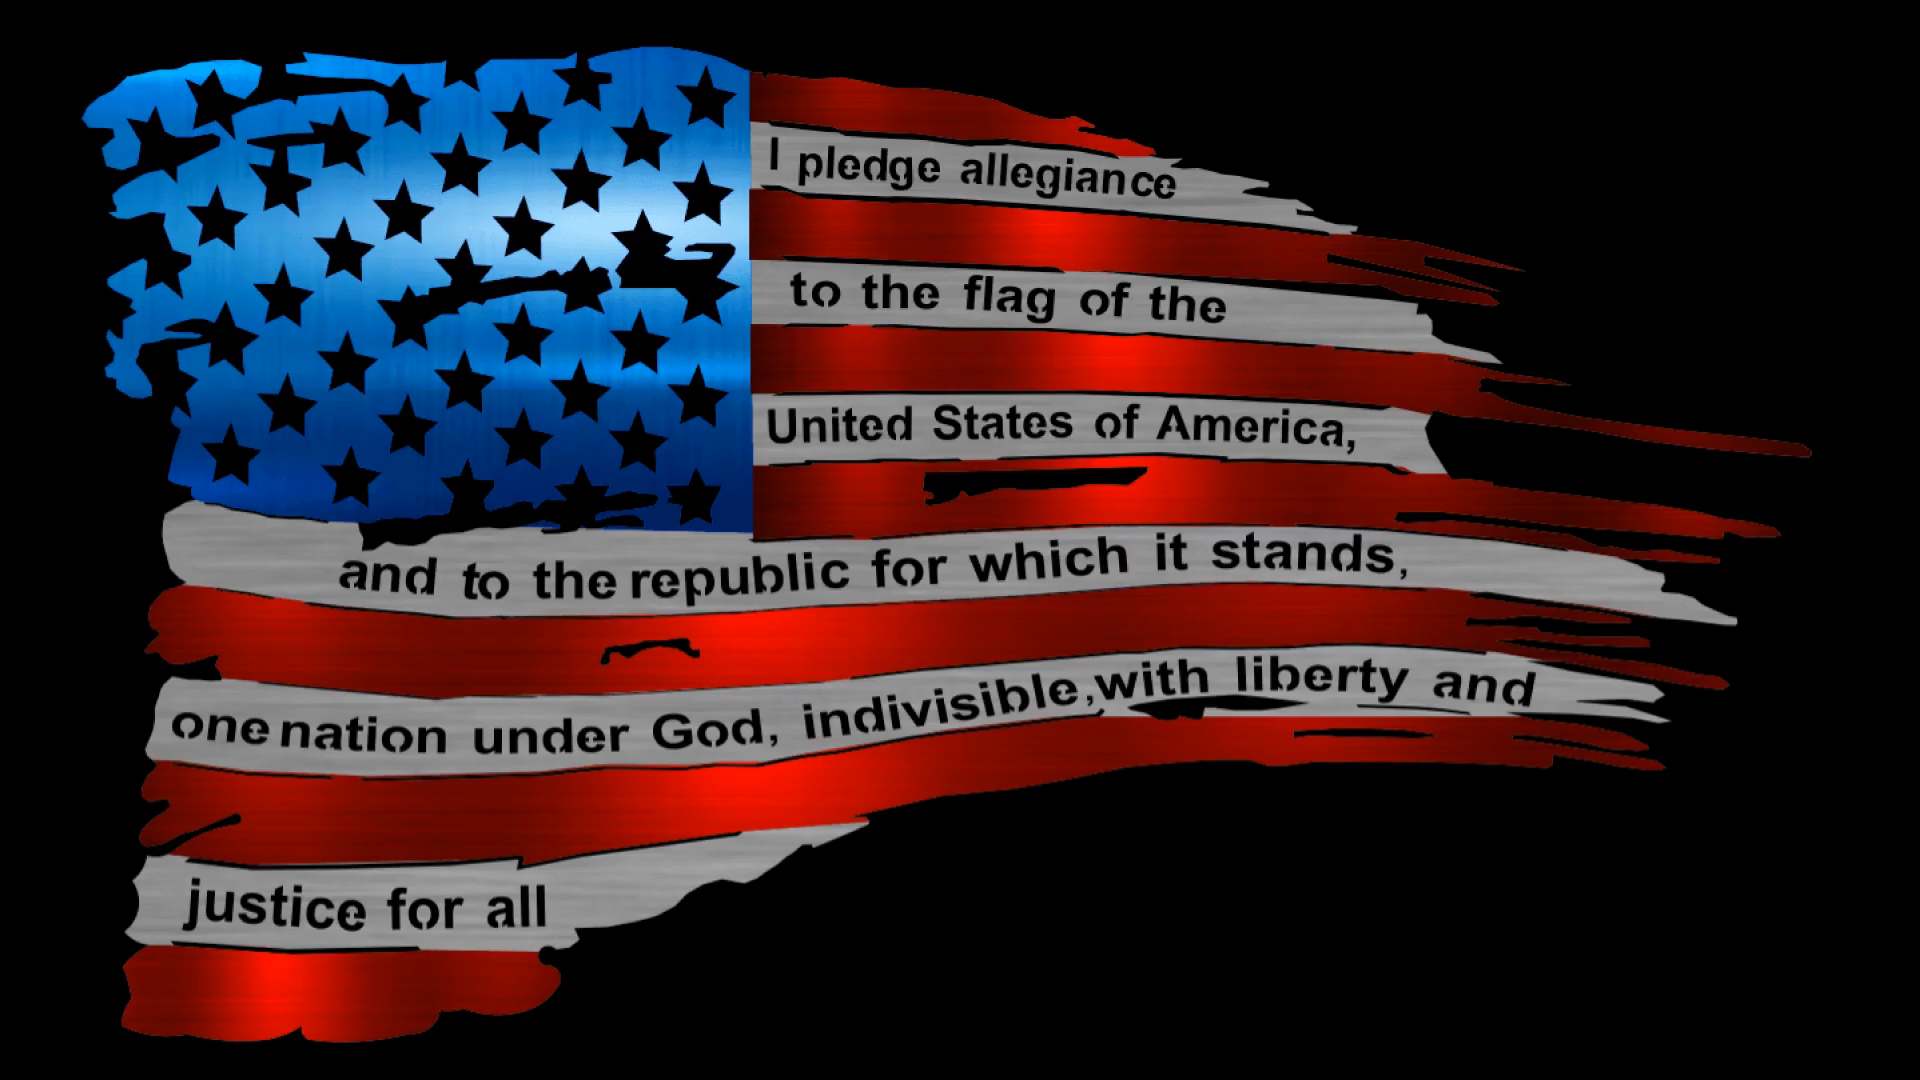 I pledge allegiance
to the flag of the
United States of America,
and to the republic for which it stands,
one nation under God, indivisible, with liberty and
justice for all